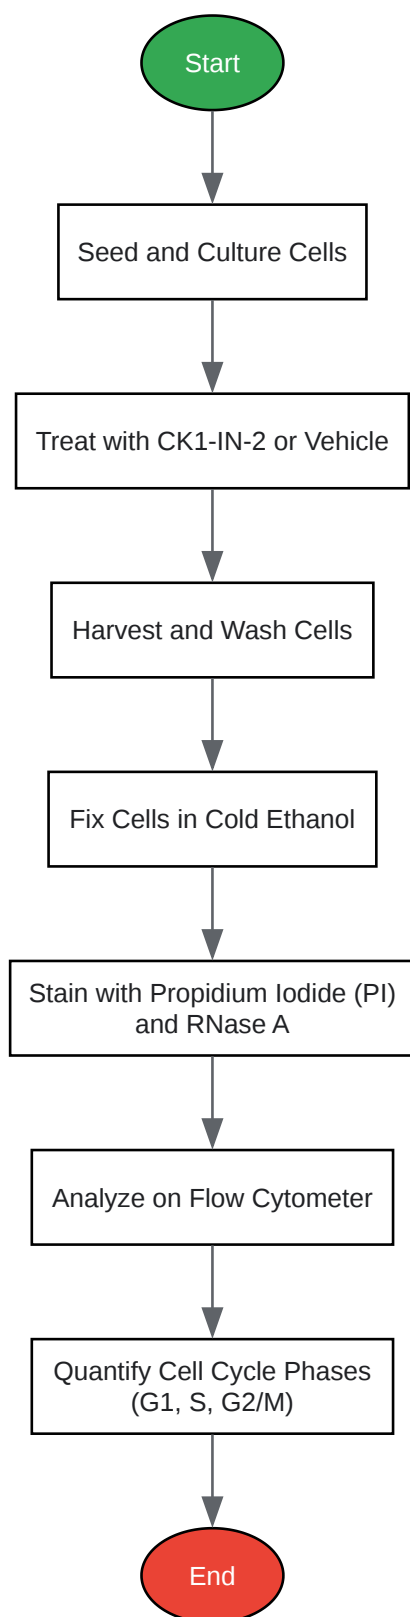 Start
Seed and Culture Cells
Treat with CK1-IN-2 or Vehicle
Harvest and Wash Cells
Fix Cells in Cold Ethanol
Stain with Propidium Iodide (PI)
and RNase A
Analyze on Flow Cytometer
Quantify Cell Cycle Phases
(G1, S, G2/M)
End